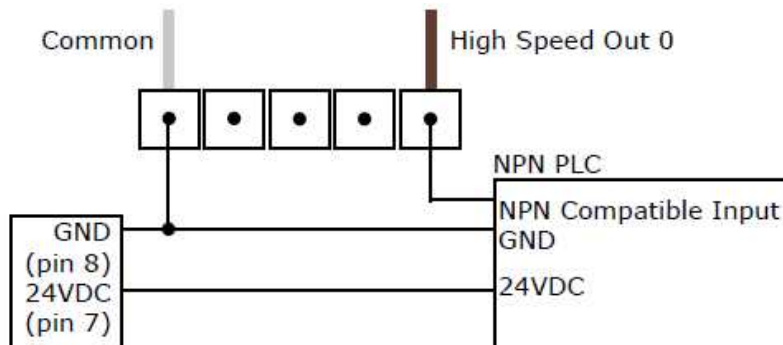 Common
High Speed Out 0
NPN PLC
NPN Compatible Input
GND
24VDC
GND
(pin 8)
24VDC
(pin 7)